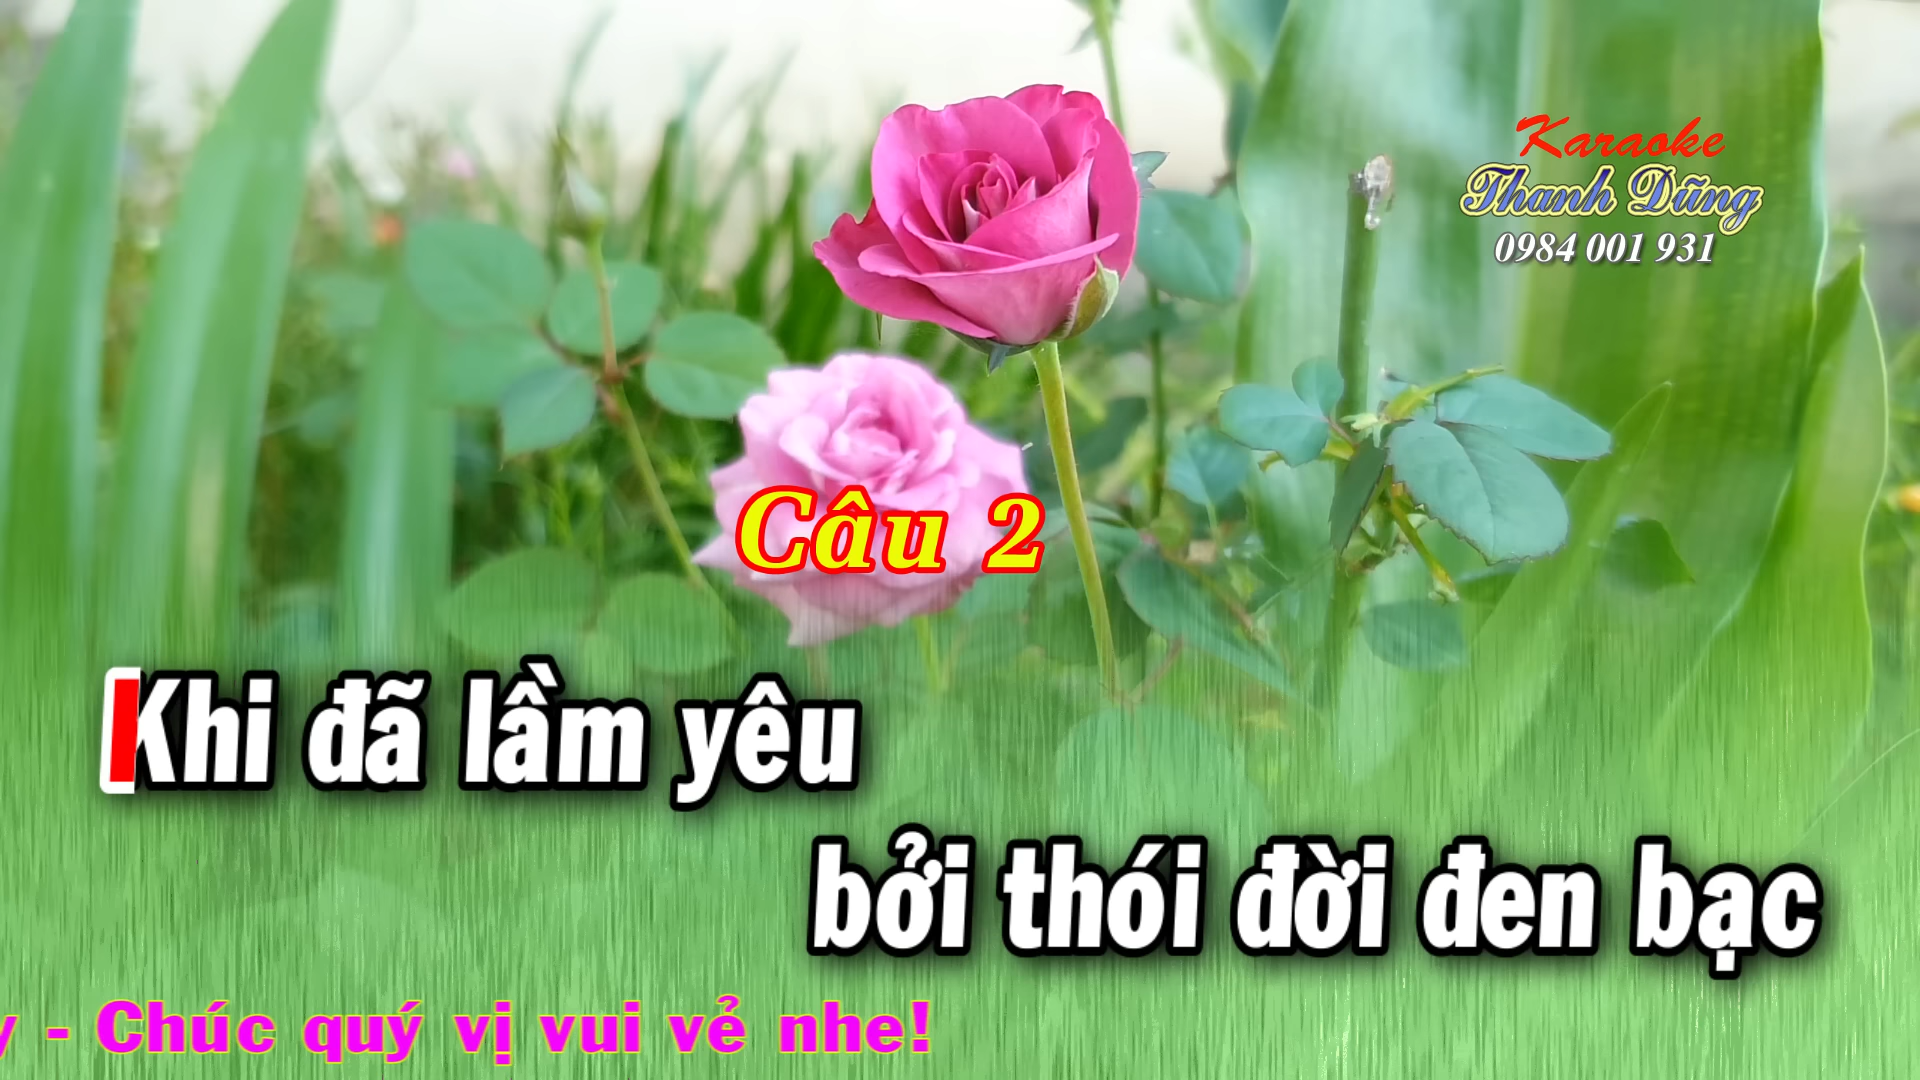 Karaoke
Thanh Dũng
0984 001 931
Câu 2
Khi đã lầm yêu
bởi thói đời đen bạc
y - Chúc quý vị vui vẻ nhe!